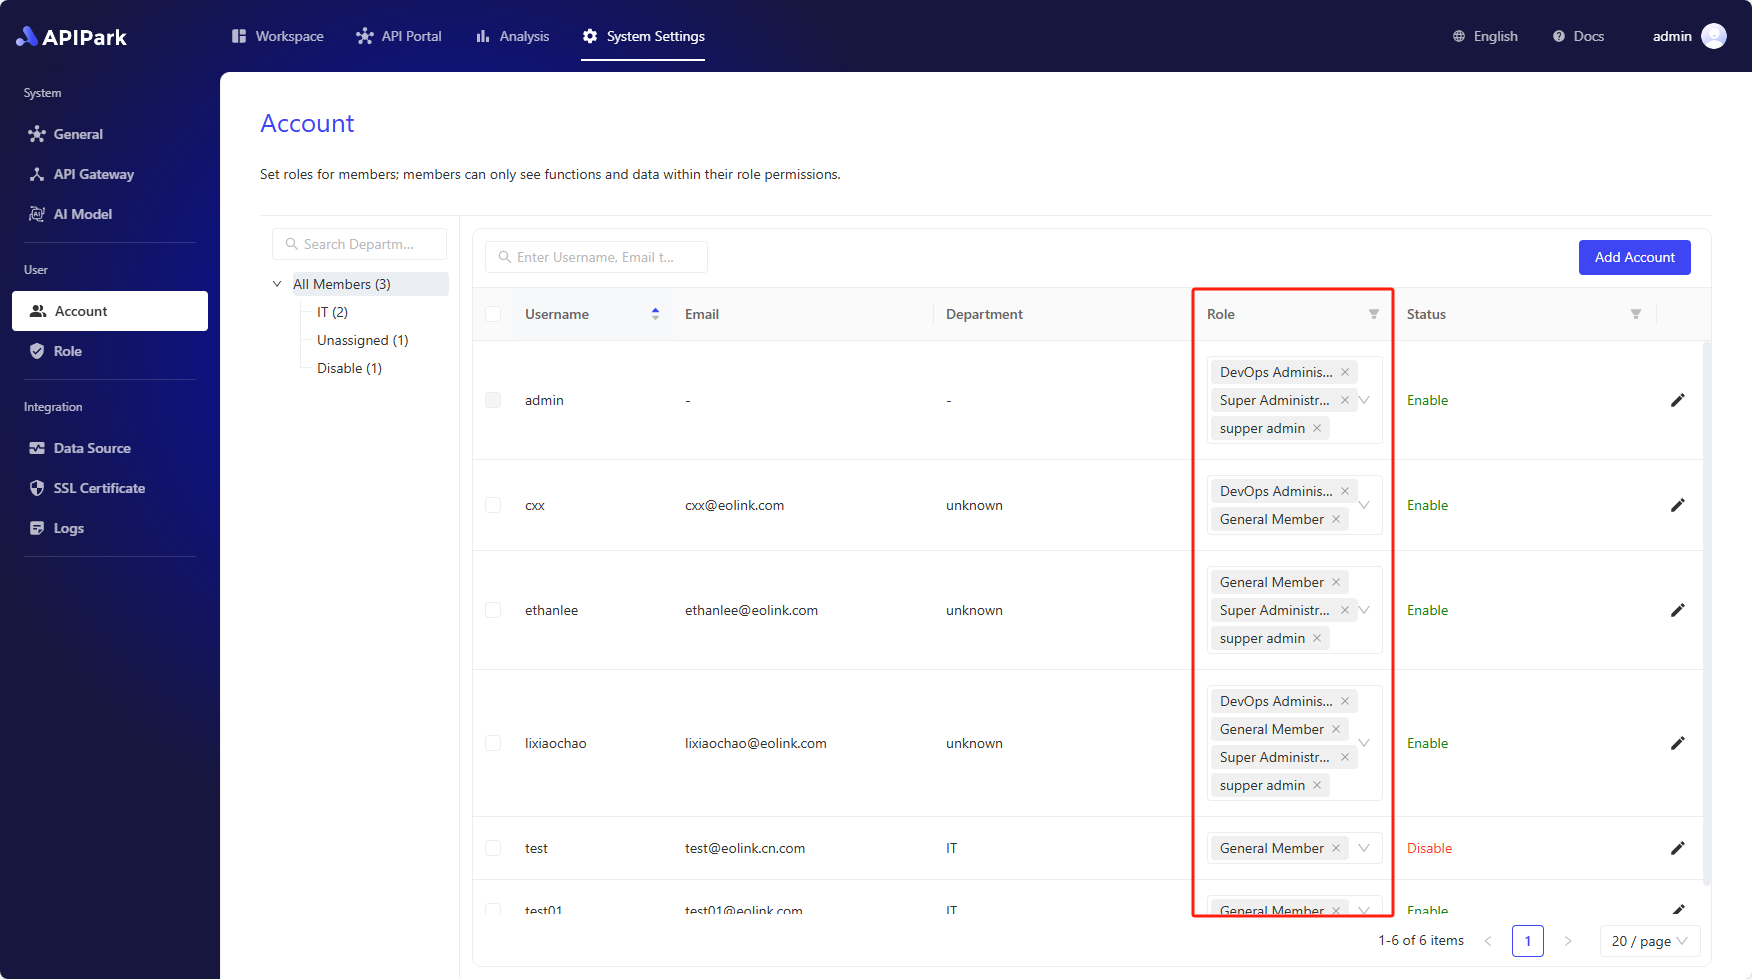 APIPark
Workspace
API Portal
Analysis
System Settings
English
Docs
admin
System
General
API Gateway
AI Model
User
Account
Role
Integration
Data Source
SSL Certificate
Logs
Account
Set roles for members; members can only see functions and data within their role permissions.
Search Departm...
All Members (3)
IT (2)
Unassigned (1)
Disable (1)
Enter Username, Email t...
Add Account
Username Email Department Role Status
admin - - Enable
DevOps Adminis...
Super Administr...
supper admin
cxx cxx@eolink.com unknown Enable
DevOps Adminis...
General Member
ethanlee ethanlee@eolink.com unknown Enable
General Member
Super Administr...
supper admin
lixiaochao lixiaochao@eolink.com unknown Enable
DevOps Adminis...
General Member
Super Administr...
supper admin
test test@eolink.cn.com IT General Member Disable
test01 test01@eolink.com IT General Member Enable
1-6 of 6 items
1
20 / page